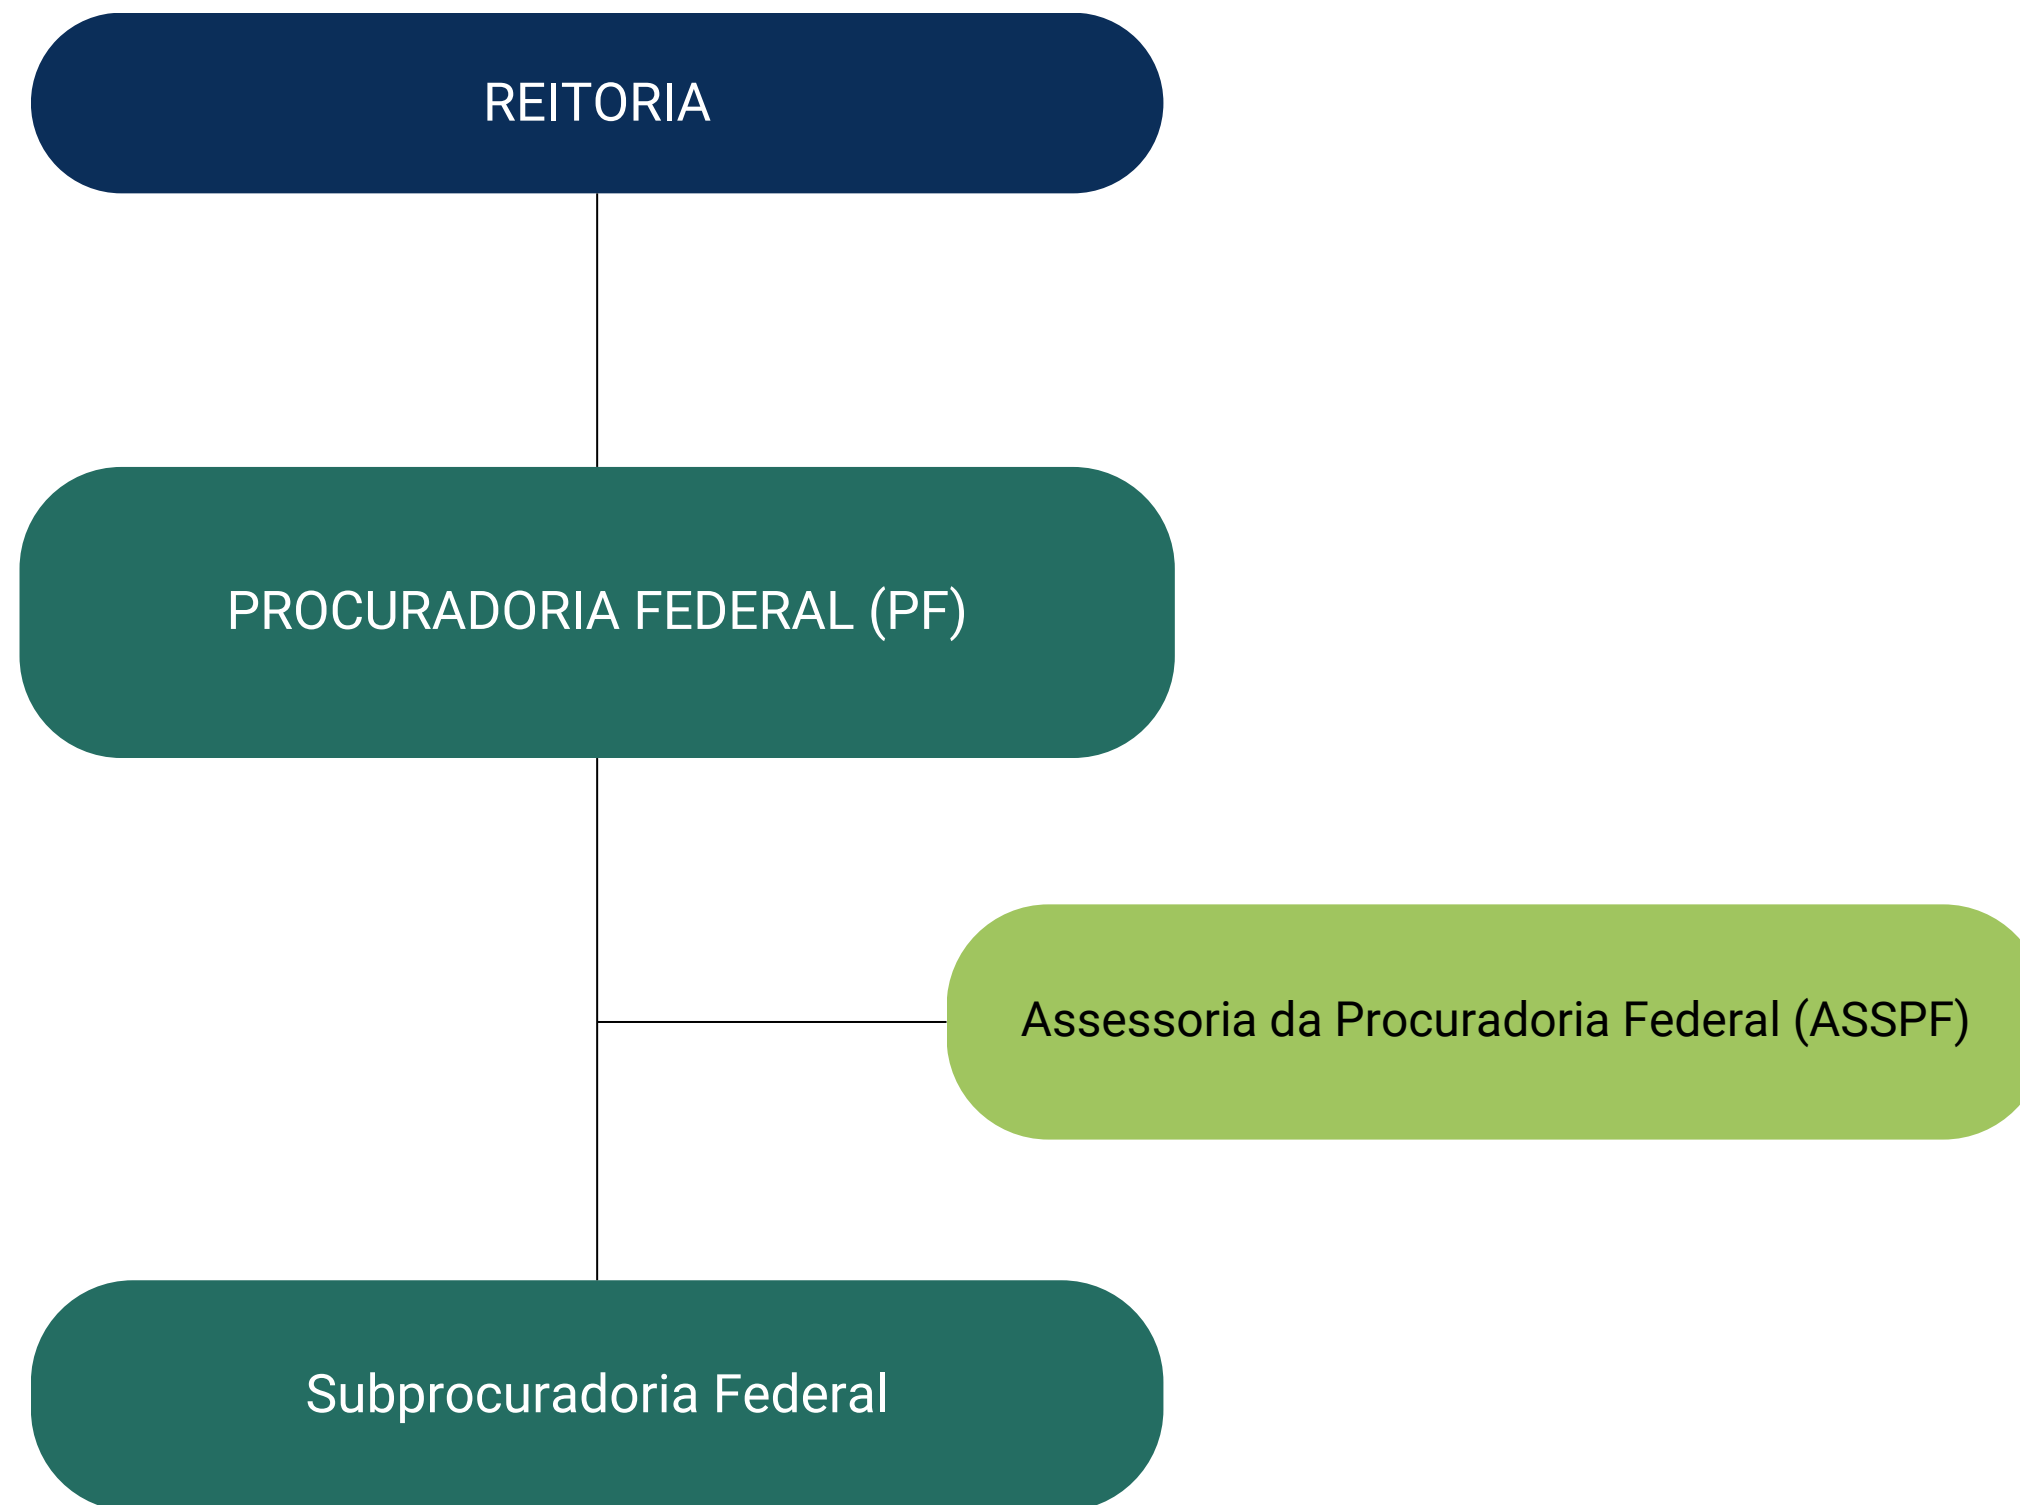 REITORIA
PROCURADORIA FEDERAL (PF)
Assessoria da Procuradoria Federal (ASSPF)
Subprocuradoria Federal